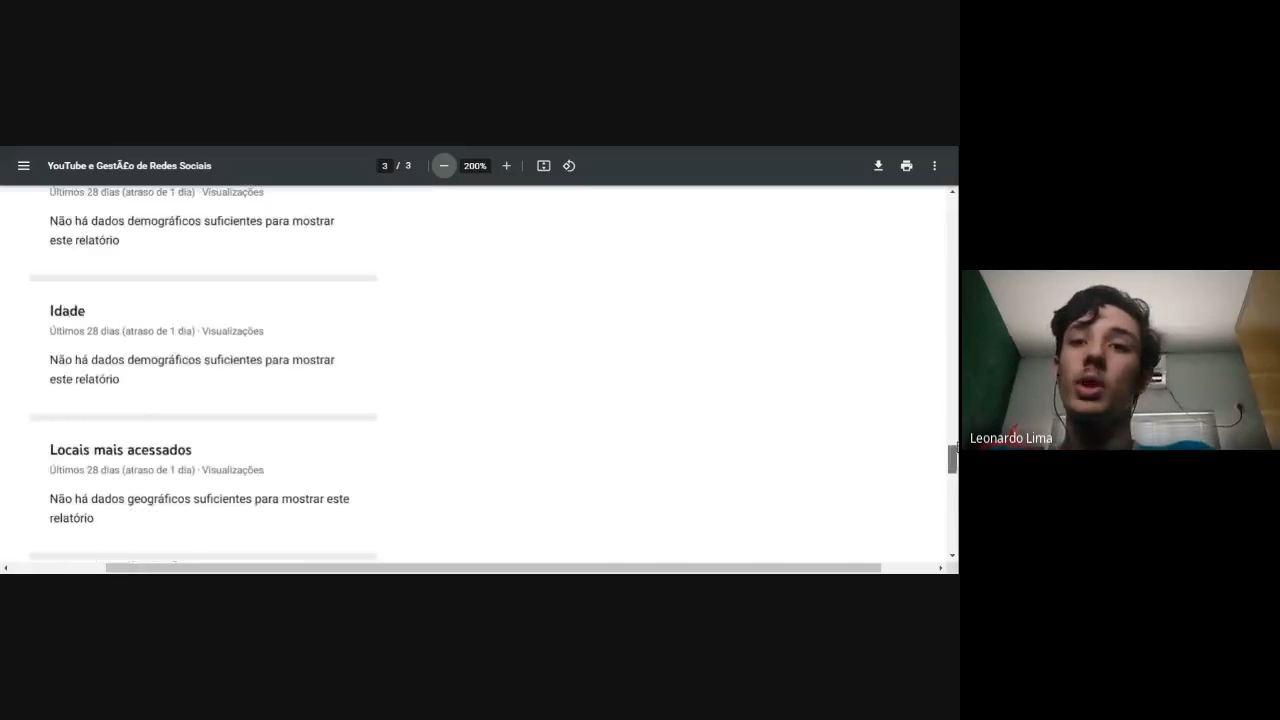 YouTube e GestÃ£o de Redes Sociais
3 / 3
200%
Últimos 28 dias (atraso de 1 dia) · Visualizações
Não há dados demográficos suficientes para mostrar
este relatório
Idade
Últimos 28 dias (atraso de 1 dia) · Visualizações
Não há dados demográficos suficientes para mostrar
este relatório
Locais mais acessados
Últimos 28 dias (atraso de 1 dia) · Visualizações
Não há dados geográficos suficientes para mostrar este
relatório
Leonardo Lima